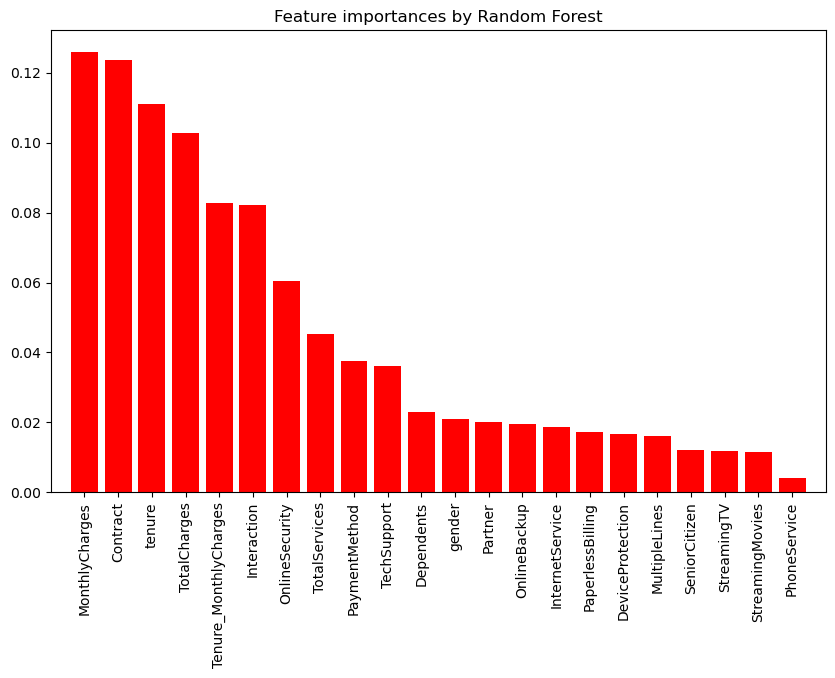 Feature importances by Random Forest
0.12
0.10
0.08
0.06
0.04
0.02
0.00
MonthlyCharges
Contract
tenure
TotalCharges
Tenure_MonthlyCharges
Interaction
OnlineSecurity
TotalServices
PaymentMethod
TechSupport
Dependents
gender
Partner
OnlineBackup
InternetService
PaperlessBilling
DeviceProtection
MultipleLines
SeniorCitizen
StreamingTV
StreamingMovies
PhoneService